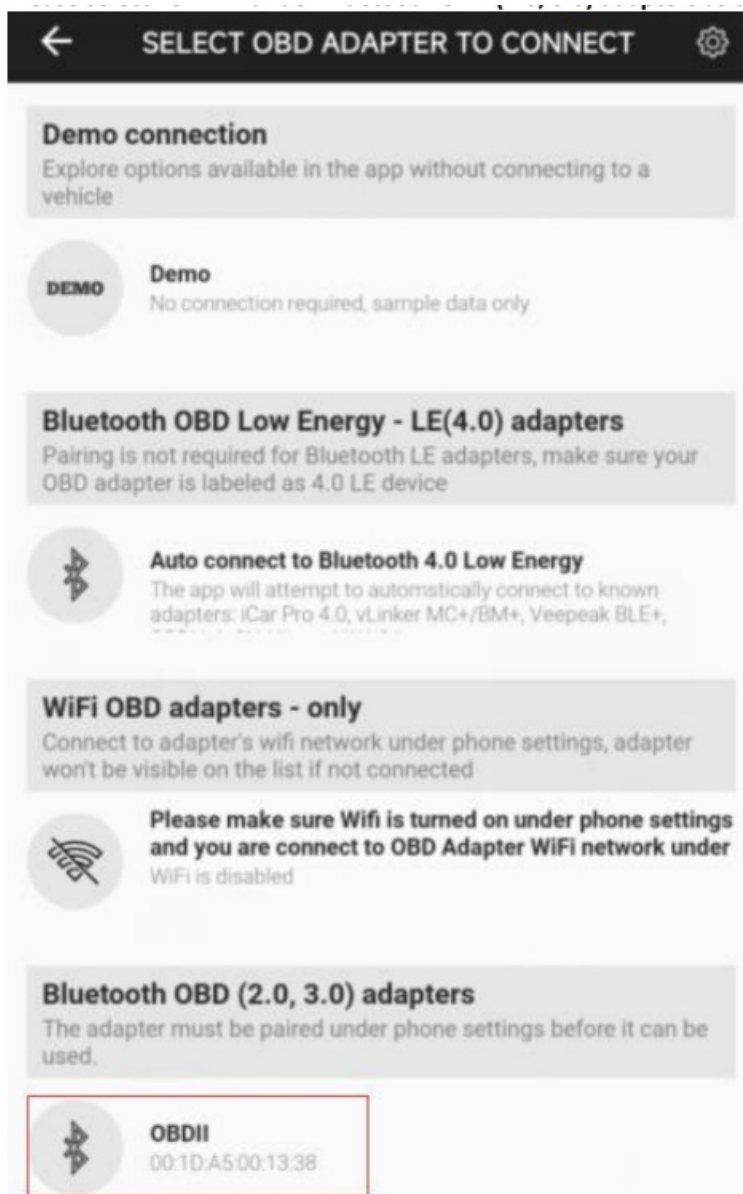 SELECT OBD ADAPTER TO CONNECT
Demo connection
Explore options available in the app without connecting to a
vehicle
DEMO
Demo
No connection required, sample data only
Bluetooth OBD Low Energy - LE(4.0) adapters
Pairing is not required for Bluetooth LE adapters, make sure your
OBD adapter is labeled as 4.0 LE device
Auto connect to Bluetooth 4.0 Low Energy
The app will attempt to automstically connect to known
adapters: iCar Pro 4.0, vLinker MC+/BM+, Veepeak BLE+,
WiFi OBD adapters - only
Connect to adapter's wifi network under phone settings, adapter
won't be visible on the list if not connected
Please make sure Wifi is turned on under phone settings
and you are connect to OBD Adapter WiFi network under
WiFi is disabled
Bluetooth OBD (2.0, 3.0) adapters
The adapter must be paired under phone settings before it can be
used.
OBDII
00:1D:A5:00:13:38